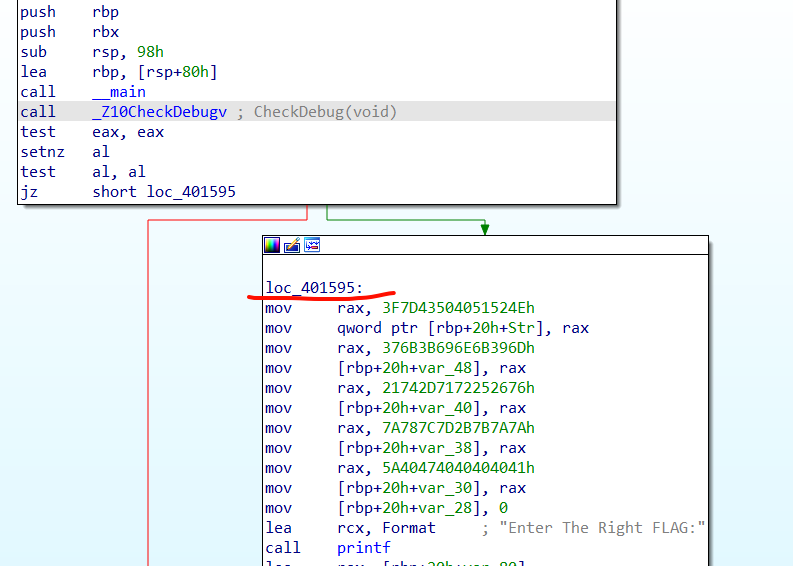 push rbp
push rbx
sub rsp, 98h
lea rbp, [rsp+80h]
call __main
call _Z10CheckDebugv ; CheckDebug(void)
test eax, eax
setnz al
test al, al
jz short loc_401595
loc_401595:
mov rax, 3F7D43504051524Eh
mov qword ptr [rbp+20h+Str], rax
mov rax, 376B3B696E6B396Dh
mov [rbp+20h+var_48], rax
mov rax, 21742D7172252676h
mov [rbp+20h+var_40], rax
mov rax, 7A787C7D2B7B7A7Ah
mov [rbp+20h+var_38], rax
mov rax, 5A40474040404041h
mov [rbp+20h+var_30], rax
mov [rbp+20h+var_28], 0
lea rcx, Format ; "Enter The Right FLAG:"
call printf